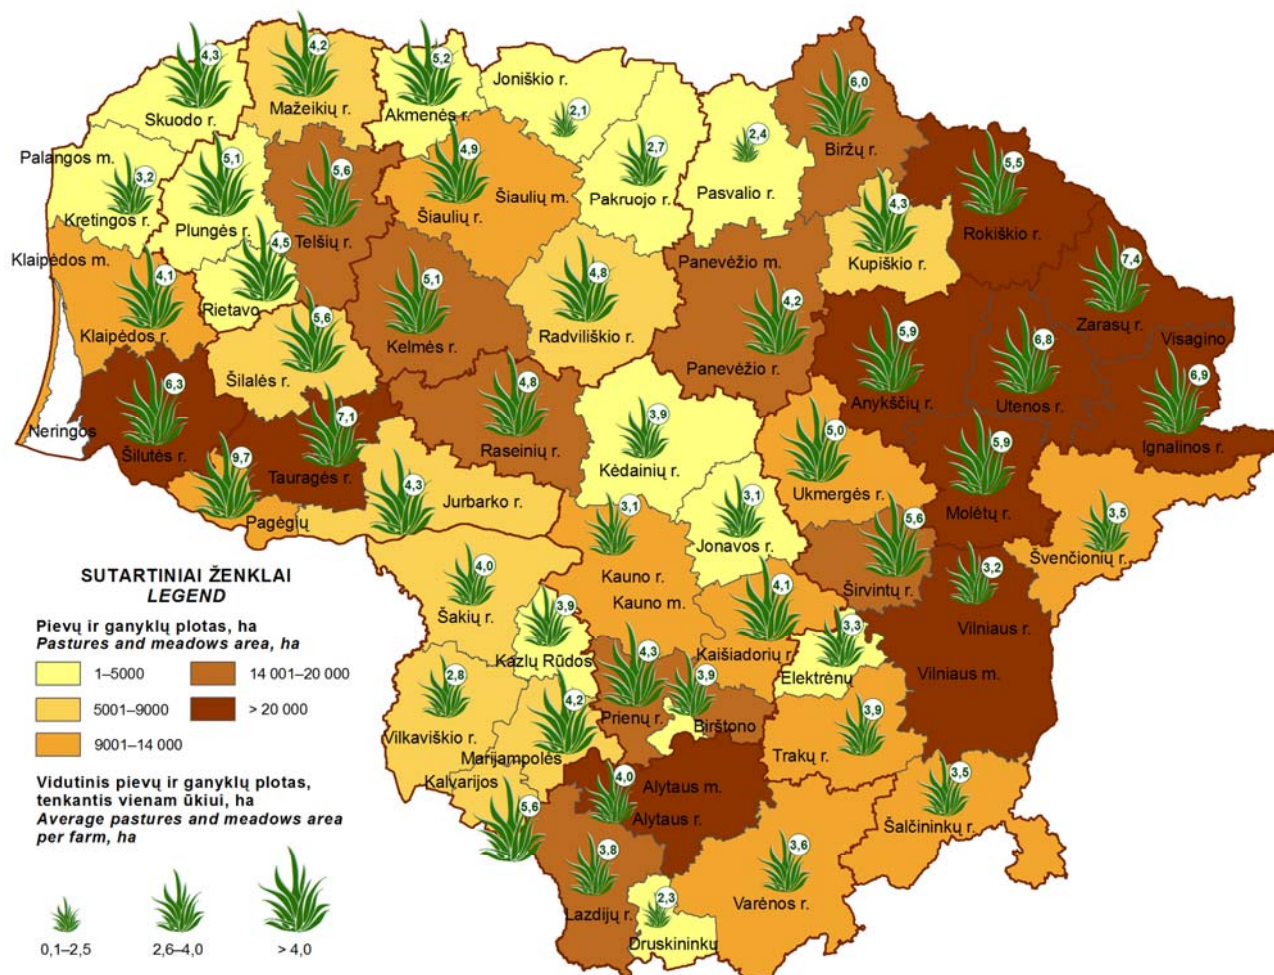 4,3
Skuodo r.
4,2
Mažeikių r.
5,2
Akmenės r.
Joniškio r.
2,1
2,7
Pakruojo r.
2,4
Pasvalio r.
6,0
Biržų r.
5,5
Rokiškio r.
4,3
Kupiškio r.
Palangos m.
3,2
Kretingos r.
5,1
Plungės r.
5,6
Telšių r.
4,9
Šiaulių m.
Šiaulių r.
4,5
Rietavo
Klaipėdos m.
4,1
Klaipėdos r.
5,6
Šilalės r.
5,1
Kelmės r.
4,8
Radviliškio r.
Panevėžio m.
4,2
Panevėžio r.
7,4
Zarasų r.
Visagino
5,9
Anykščių r.
6,8
Utenos r.
6,9
Ignalinos r.
Neringos
6,3
Šilutės r.
7,1
Tauragės r.
4,8
Raseinių r.
3,9
Kėdainių r.
5,0
Ukmergės r.
5,9
Molėtų r.
9,7
Pagėgių
4,3
Jurbarko r.
3,1
Kauno r.
Kauno m.
3,1
Jonavos r.
5,6
Širvintų r.
3,5
Švenčionių r.
3,2
Vilniaus r.
Vilniaus m.
4,0
Šakių r.
3,9
Kazlų Rūdos
4,1
Kaišiadorių r.
3,3
Elektrėnų
2,8
Vilkaviškio r.
4,2
Marijampolės
Kalvarijos
5,6
4,3
Prienų r.
3,9
Birštono
3,9
Trakų r.
4,0
Alytaus m.
Alytaus r.
3,5
Šalčininkų r.
3,8
Lazdijų r.
2,3
Druskininkų
3,6
Varėnos r.
SUTARTINIAI ŽENKLAI
LEGEND
Pievų ir ganyklų plotas, ha
Pastures and meadows area, ha
1–5000
14 001–20 000
5001–9000
> 20 000
9001–14 000
Vidutinis pievų ir ganyklų plotas,
tenkantis vienam ūkiui, ha
Average pastures and meadows area
per farm, ha
0,1–2,5
2,6–4,0
> 4,0